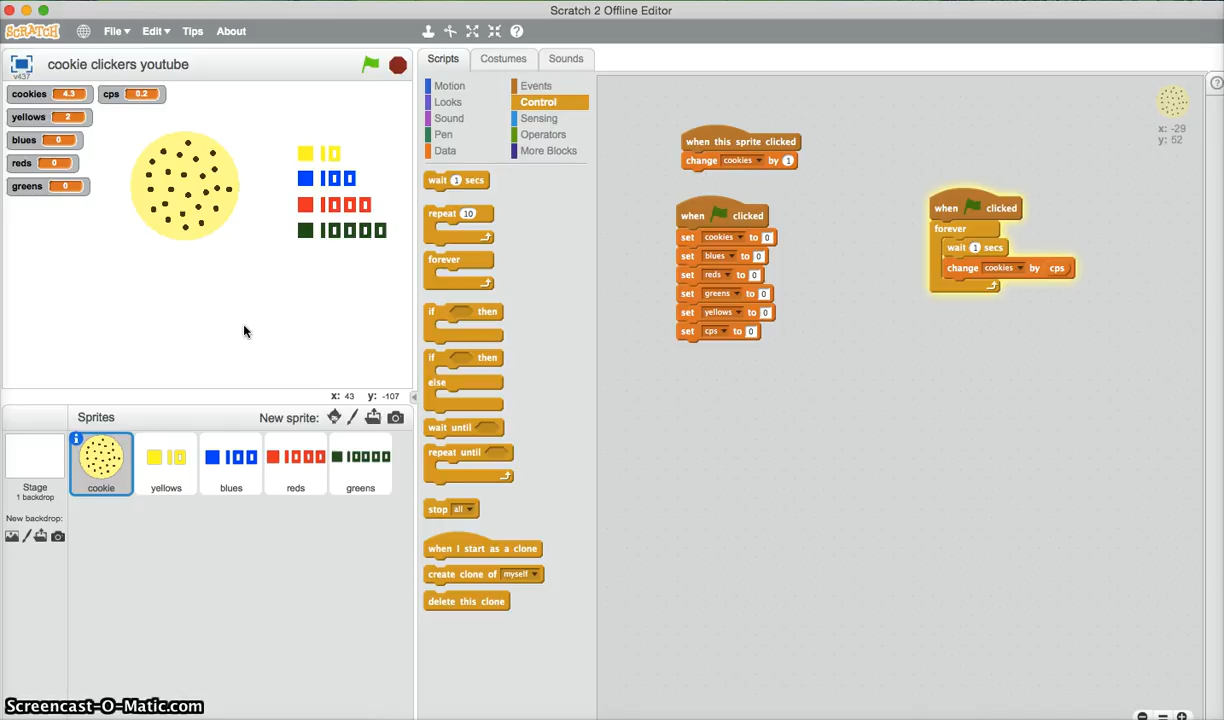 Scratch 2 Offline Editor
SCRATCH File Edit Tips About
v437 cookie clickers youtube
cookies 4.3 cps 0.2
yellows 2
blues 0
reds 0
greens 0
10
100
1000
10000
x: 43 y: -107
Sprites New sprite:
Stage
1 backdrop
New backdrop:
10
cookie
yellows
100
blues
1000
reds
10000
greens
Scripts Costumes Sounds
Motion Events
Looks Control
Sound Sensing
Pen Operators
Data More Blocks
wait 1 secs
repeat 10
forever
if then
if then
else
wait until
repeat until
stop all
when I start as a clone
create clone of myself
delete this clone
when this sprite clicked
change cookies by 1
when clicked
set cookies to 0
set blues to 0
set reds to 0
set greens to 0
set yellows to 0
set cps to 0
when clicked
forever
wait 1 secs
change cookies by cps
x: -29
y: 52
Screencast-O-Matic.com